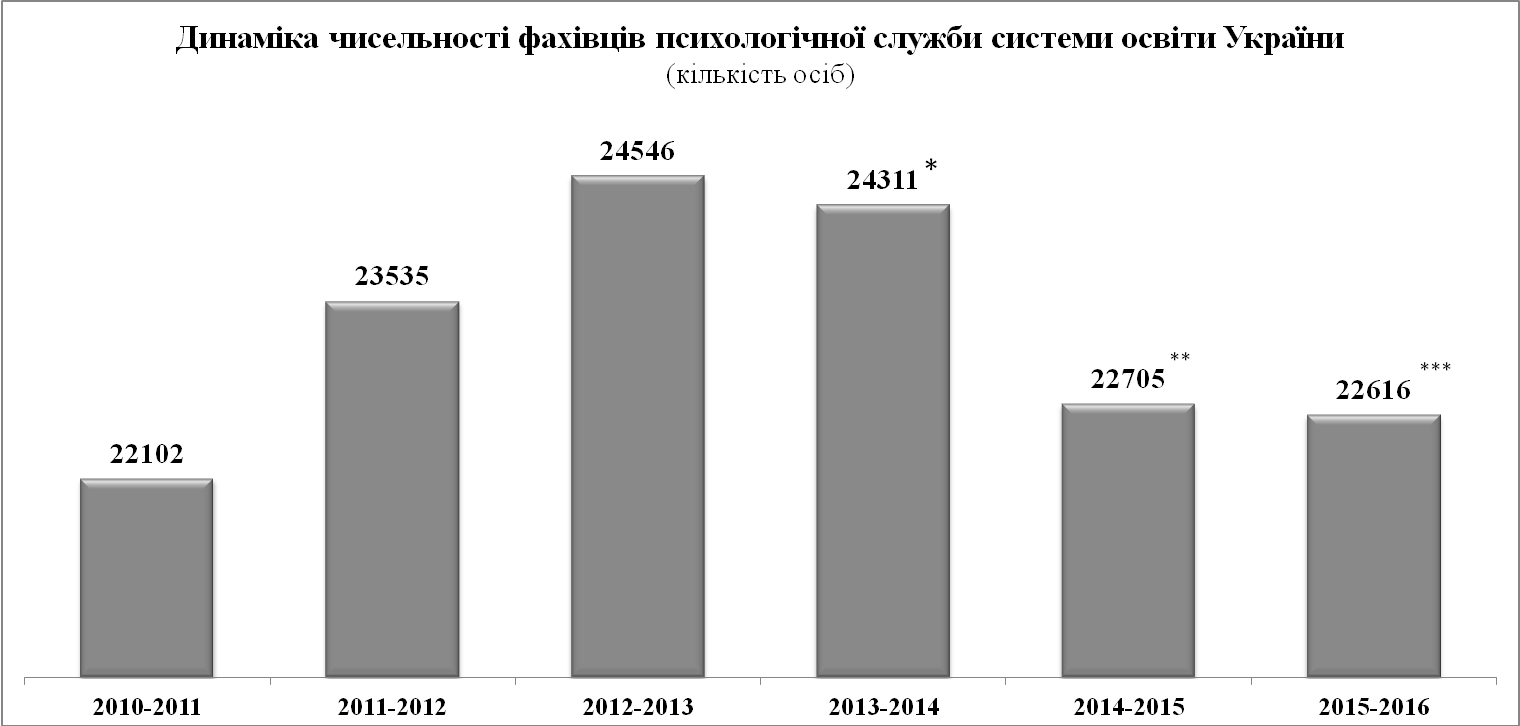 Динаміка чисельності фахівців психологічної служби системи освіти України
(кількість осіб)
24546
24311 *
23535
22705 **
22616 ***
22102
2010-2011 2011-2012 2012-2013 2013-2014 2014-2015 2015-2016